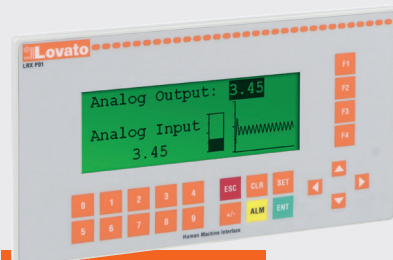 Lovato
LRX P01
Analog Output: 3.45
Analog Input
3.45
F1
F2
F3
F4
0 1 2 3 4 ESC CLR SET
5 6 7 8 9 +/- ALM ENT
Human Machine Interface